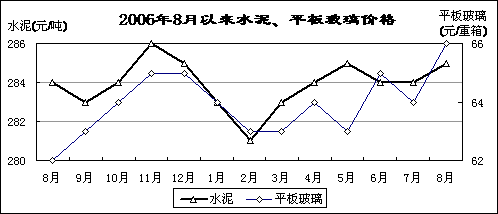 2006年8月以来水泥、平板玻璃价格
水泥(元/吨)
平板玻璃
(元/重箱)
286
284
282
280
66
64
62
8月 9月 10月 11月 12月 1月 2月 3月 4月 5月 6月 7月 8月
水泥 平板玻璃